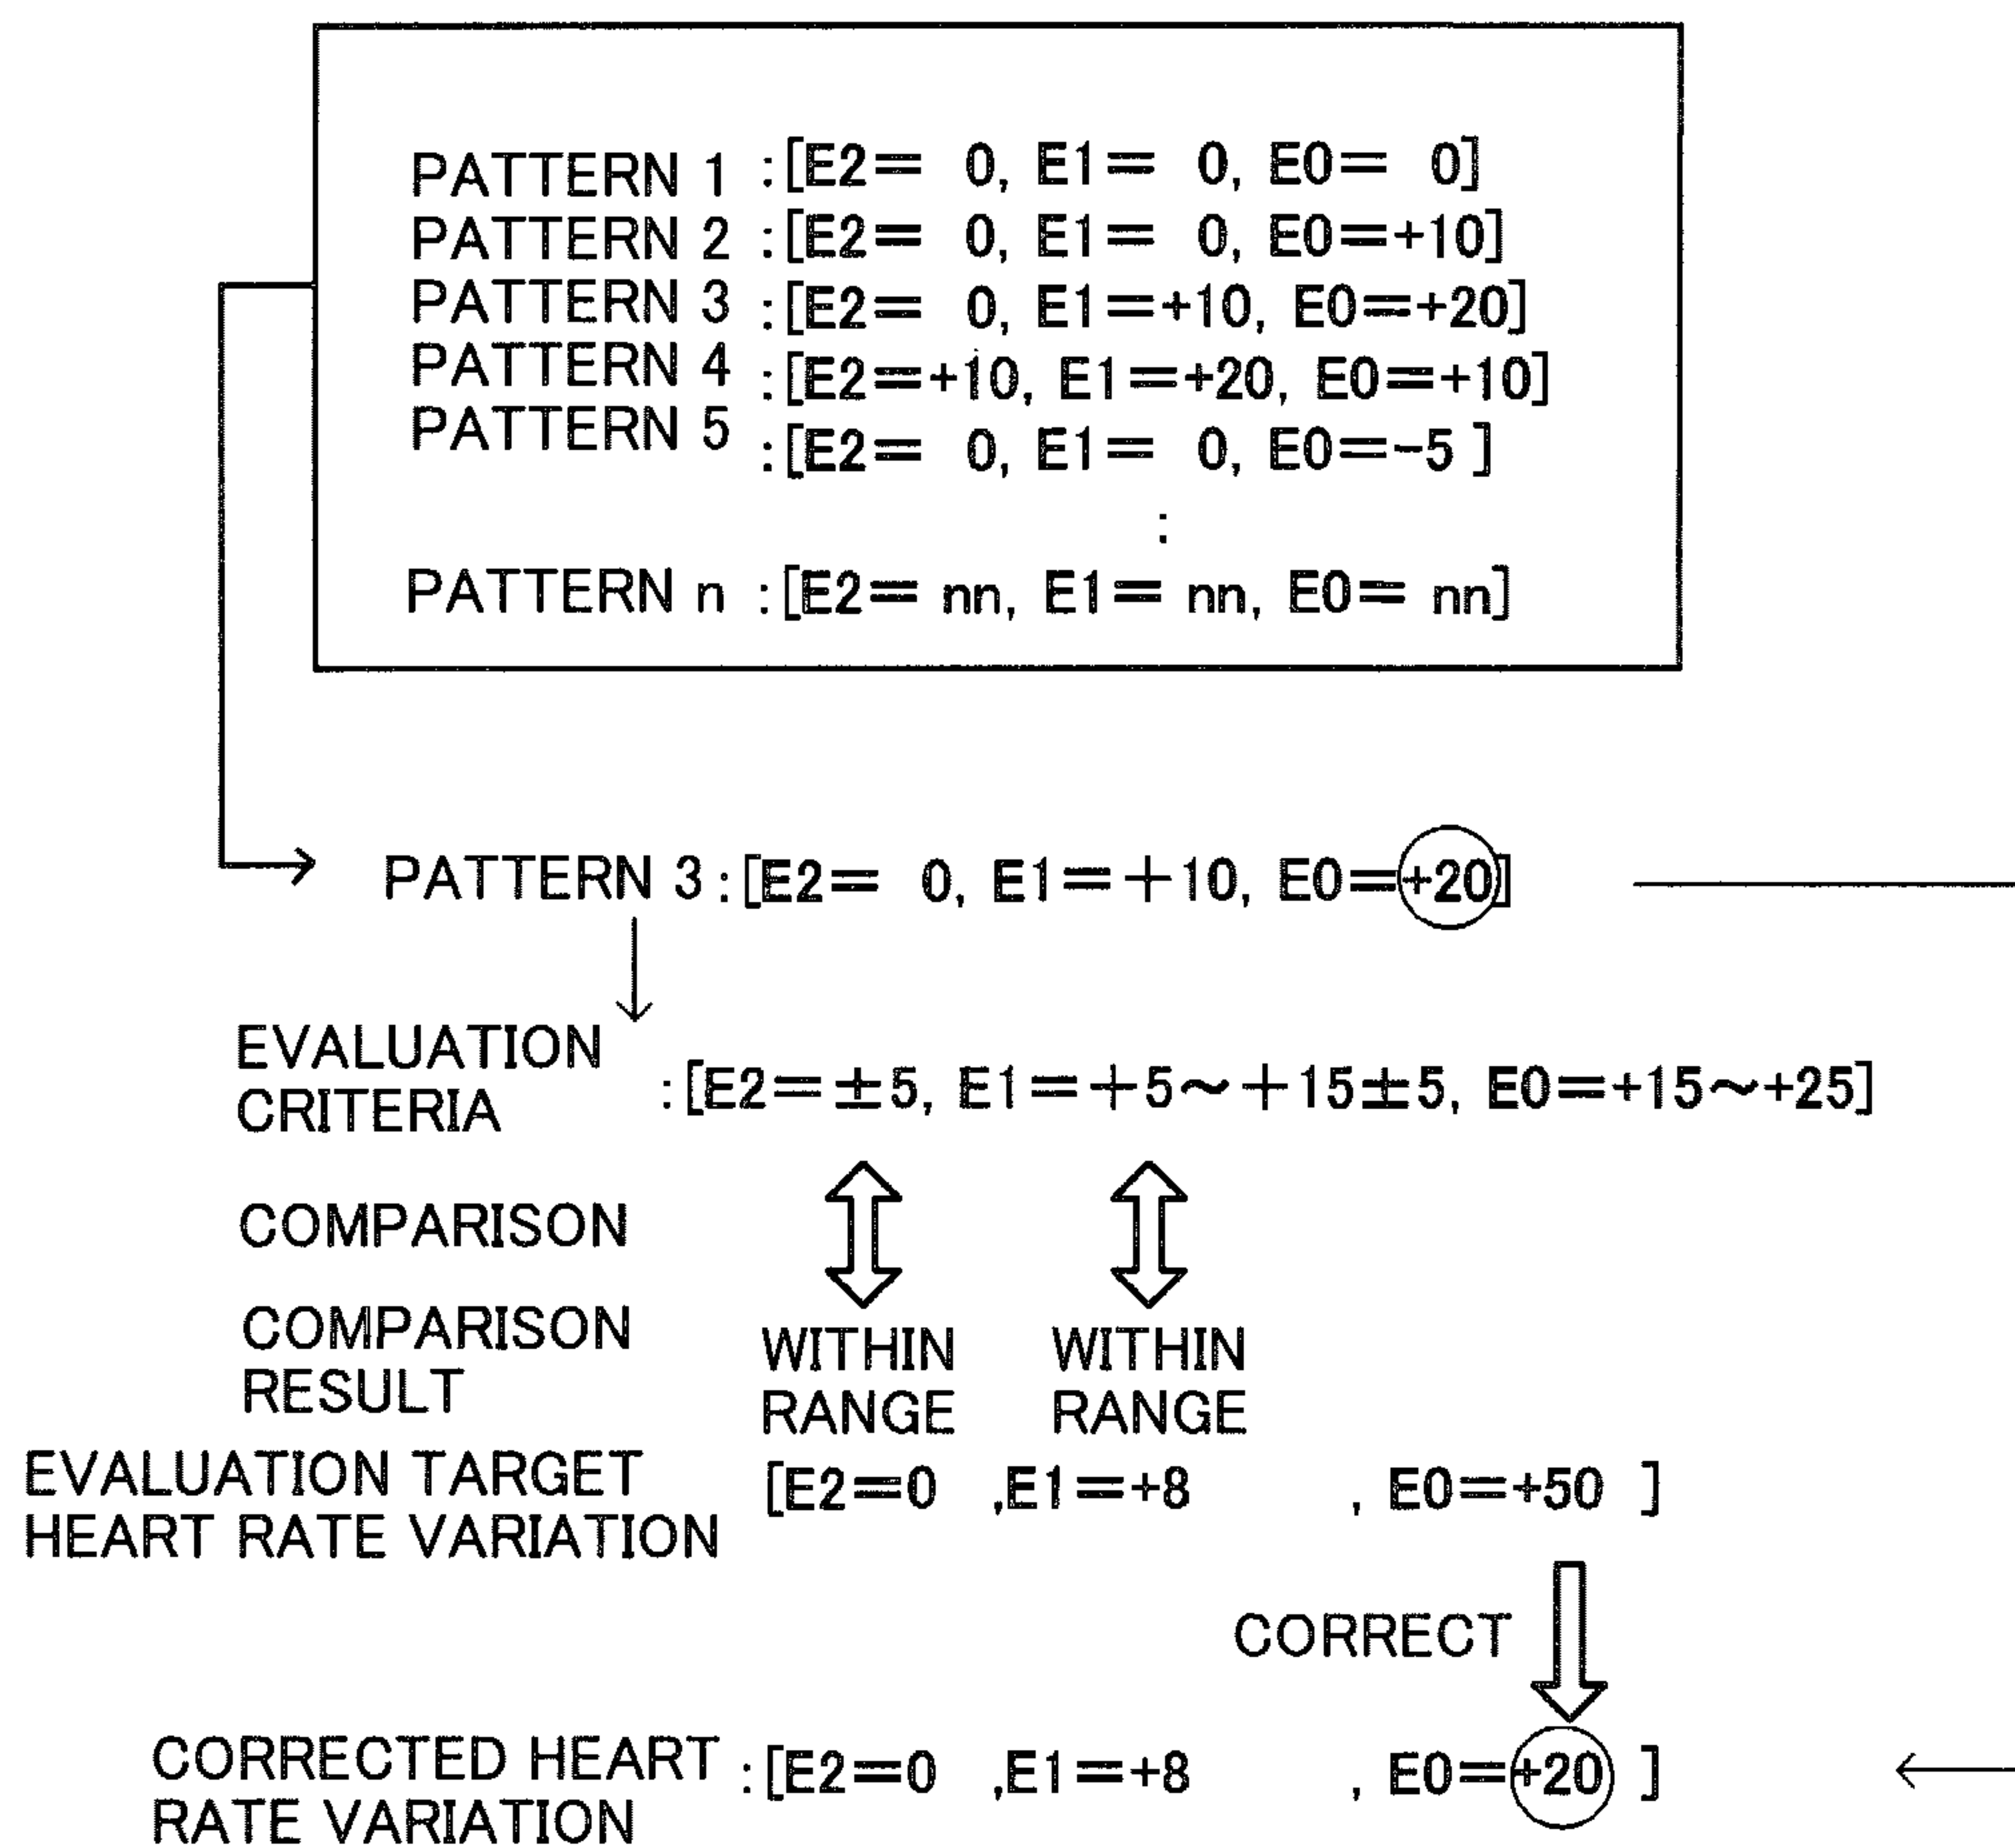 PATTERN 1 :[E2= 0, E1= 0, E0= 0]
PATTERN 2 :[E2= 0, E1= 0, E0=+10]
PATTERN 3 :[E2= 0, E1=+10, E0=+20]
PATTERN 4 :[E2=+10, E1=+20, E0=+10]
PATTERN 5 :[E2= 0, E1= 0, E0=-5 ]
:
PATTERN n :[E2= nn, E1= nn, E0= nn]
PATTERN 3:[E2= 0, E1=+10, E0=+20]
EVALUATION
CRITERIA
:[E2=±5, E1=+5~+15±5, E0=+15~+25]
COMPARISON
COMPARISON
RESULT
WITHIN
RANGE
WITHIN
RANGE
EVALUATION TARGET
HEART RATE VARIATION
[E2=0 ,E1=+8 , E0=+50 ]
CORRECT
CORRECTED HEART
RATE VARIATION
:[E2=0 ,E1=+8 , E0=+20 ]